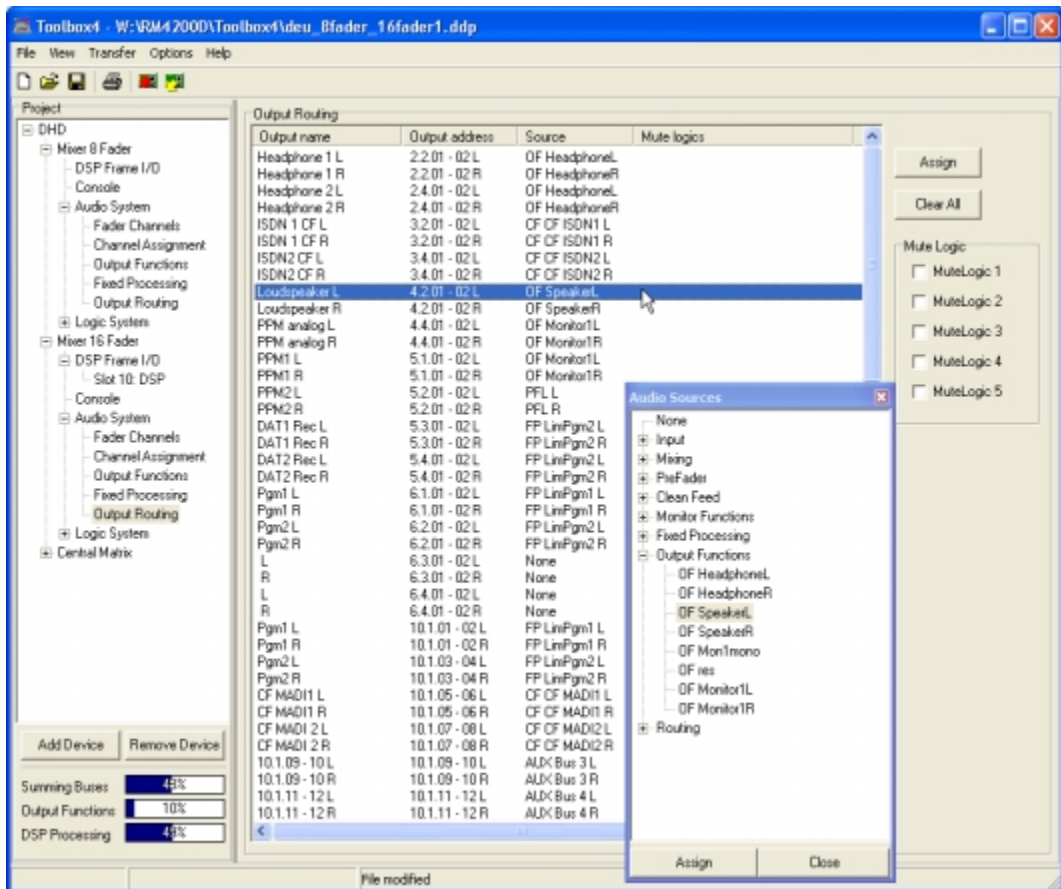 Toolbox4 - W:\RM4200D\Toolbox4\deu_8fader_16fader1.ddp
File View Transfer Options Help
Project
DHD
Mixer 8 Fader
DSP Frame I/O
Console
Audio System
Fader Channels
Channel Assignment
Output Functions
Fixed Processing
Output Routing
Logic System
Mixer 16 Fader
DSP Frame I/O
Slot 10: DSP
Console
Audio System
Fader Channels
Channel Assignment
Output Functions
Fixed Processing
Output Routing
Logic System
Central Matrix
Add Device Remove Device
Summing Buses 43%
Output Functions 10%
DSP Processing
Output Routing
Output name Output address Source Mute logics
Headphone 1 L 2.2.01 - 02 L OF HeadphoneL
Headphone 1 R 2.2.01 - 02 R OF HeadphoneR
Headphone 2 L 2.4.01 - 02 L OF HeadphoneL
Headphone 2 R 2.4.01 - 02 R OF HeadphoneR
ISDN 1 CF L 3.2.01 - 02 L CF CF ISDN1 L
ISDN 1 CF R 3.2.01 - 02 R CF CF ISDN1 R
ISDN2 CF L 3.4.01 - 02 L CF CF ISDN2 L
ISDN2 CF R 3.4.01 - 02 R CF CF ISDN2 R
Loudspeaker L 4.2.01 - 02 L OF SpeakerL
Loudspeaker R 4.2.01 - 02 R OF SpeakerR
PPM analog L 4.4.01 - 02 L OF Monitor1L
PPM analog R 4.4.01 - 02 R OF Monitor1R
PPM1 L 5.1.01 - 02 L OF Monitor1L
PPM1 R 5.1.01 - 02 R OF Monitor1R
PPM2 L 5.2.01 - 02 L PFL L
PPM2 R 5.2.01 - 02 R PFL R
DAT1 Rec L 5.3.01 - 02 L FP LimPgm2 L
DAT1 Rec R 5.3.01 - 02 R FP LimPgm2 R
DAT2 Rec L 5.4.01 - 02 L FP LimPgm2 L
DAT2 Rec R 5.4.01 - 02 R FP LimPgm2 R
Pgm1 L 6.1.01 - 02 L FP LimPgm1 L
Pgm1 R 6.1.01 - 02 R FP LimPgm1 R
Pgm2 L 6.2.01 - 02 L FP LimPgm2 L
Pgm2 R 6.2.01 - 02 R FP LimPgm2 R
L 6.3.01 - 02 L None
R 6.3.01 - 02 R None
L 6.4.01 - 02 L None
R 6.4.01 - 02 R None
Pgm1 L 10.1.01 - 02 L FP LimPgm1 L
Pgm1 R 10.1.01 - 02 R FP LimPgm1 R
Pgm2 L 10.1.03 - 04 L FP LimPgm2 L
Pgm2 R 10.1.03 - 04 R FP LimPgm2 R
CF MADI1 L 10.1.05 - 06 L CF CF MADI1 L
CF MADI1 R 10.1.05 - 06 R CF CF MADI1 R
CF MADI 2 L 10.1.07 - 08 L CF CF MADI2 L
CF MADI 2 R 10.1.07 - 08 R CF CF MADI2 R
10.1.09 - 10 L 10.1.09 - 10 L AUX Bus 3 L
10.1.09 - 10 R 10.1.09 - 10 R AUX Bus 3 R
10.1.11 - 12 L 10.1.11 - 12 L AUX Bus 4 L
10.1.11 - 12 R 10.1.11 - 12 R AUX Bus 4 R
Assign
Clear All
Mute Logic
MuteLogic 1
MuteLogic 2
MuteLogic 3
MuteLogic 4
MuteLogic 5
Audio Sources
None
Input
Mixing
PreFader
Clean Feed
Monitor Functions
Fixed Processing
Output Functions
OF HeadphoneL
OF HeadphoneR
OF SpeakerL
OF SpeakerR
OF Mon1mono
OF res
OF Monitor1L
OF Monitor1R
Routing
Assign Close
File modified